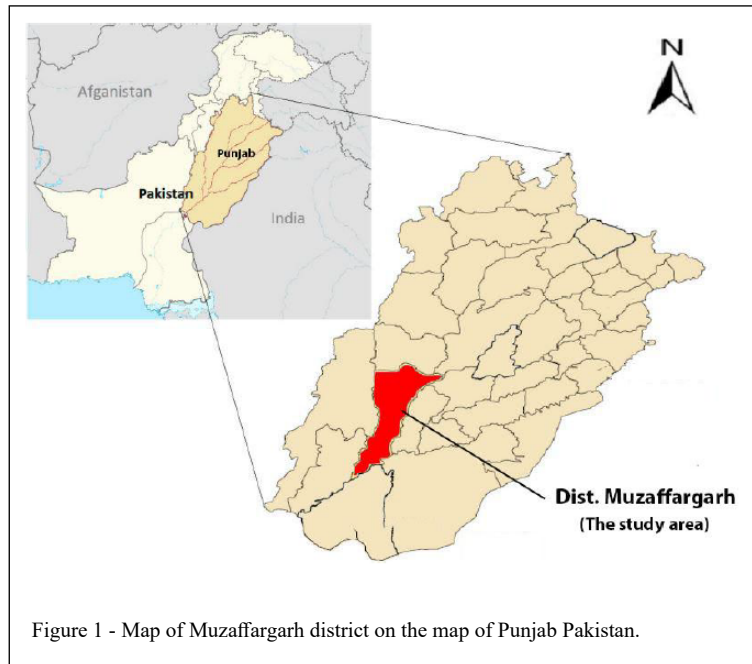 Afganistan
Punjab
Pakistan
India
N
Dist. Muzaffargarh
(The study area)
Figure 1 - Map of Muzaffargarh district on the map of Punjab Pakistan.